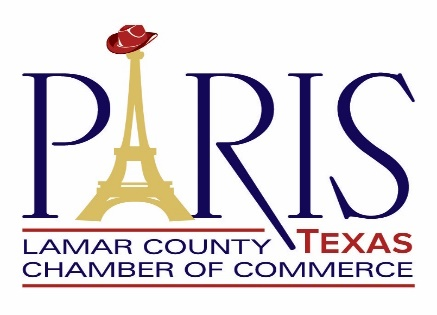 PARIS
TEXAS
LAMAR COUNTY
CHAMBER OF COMMERCE